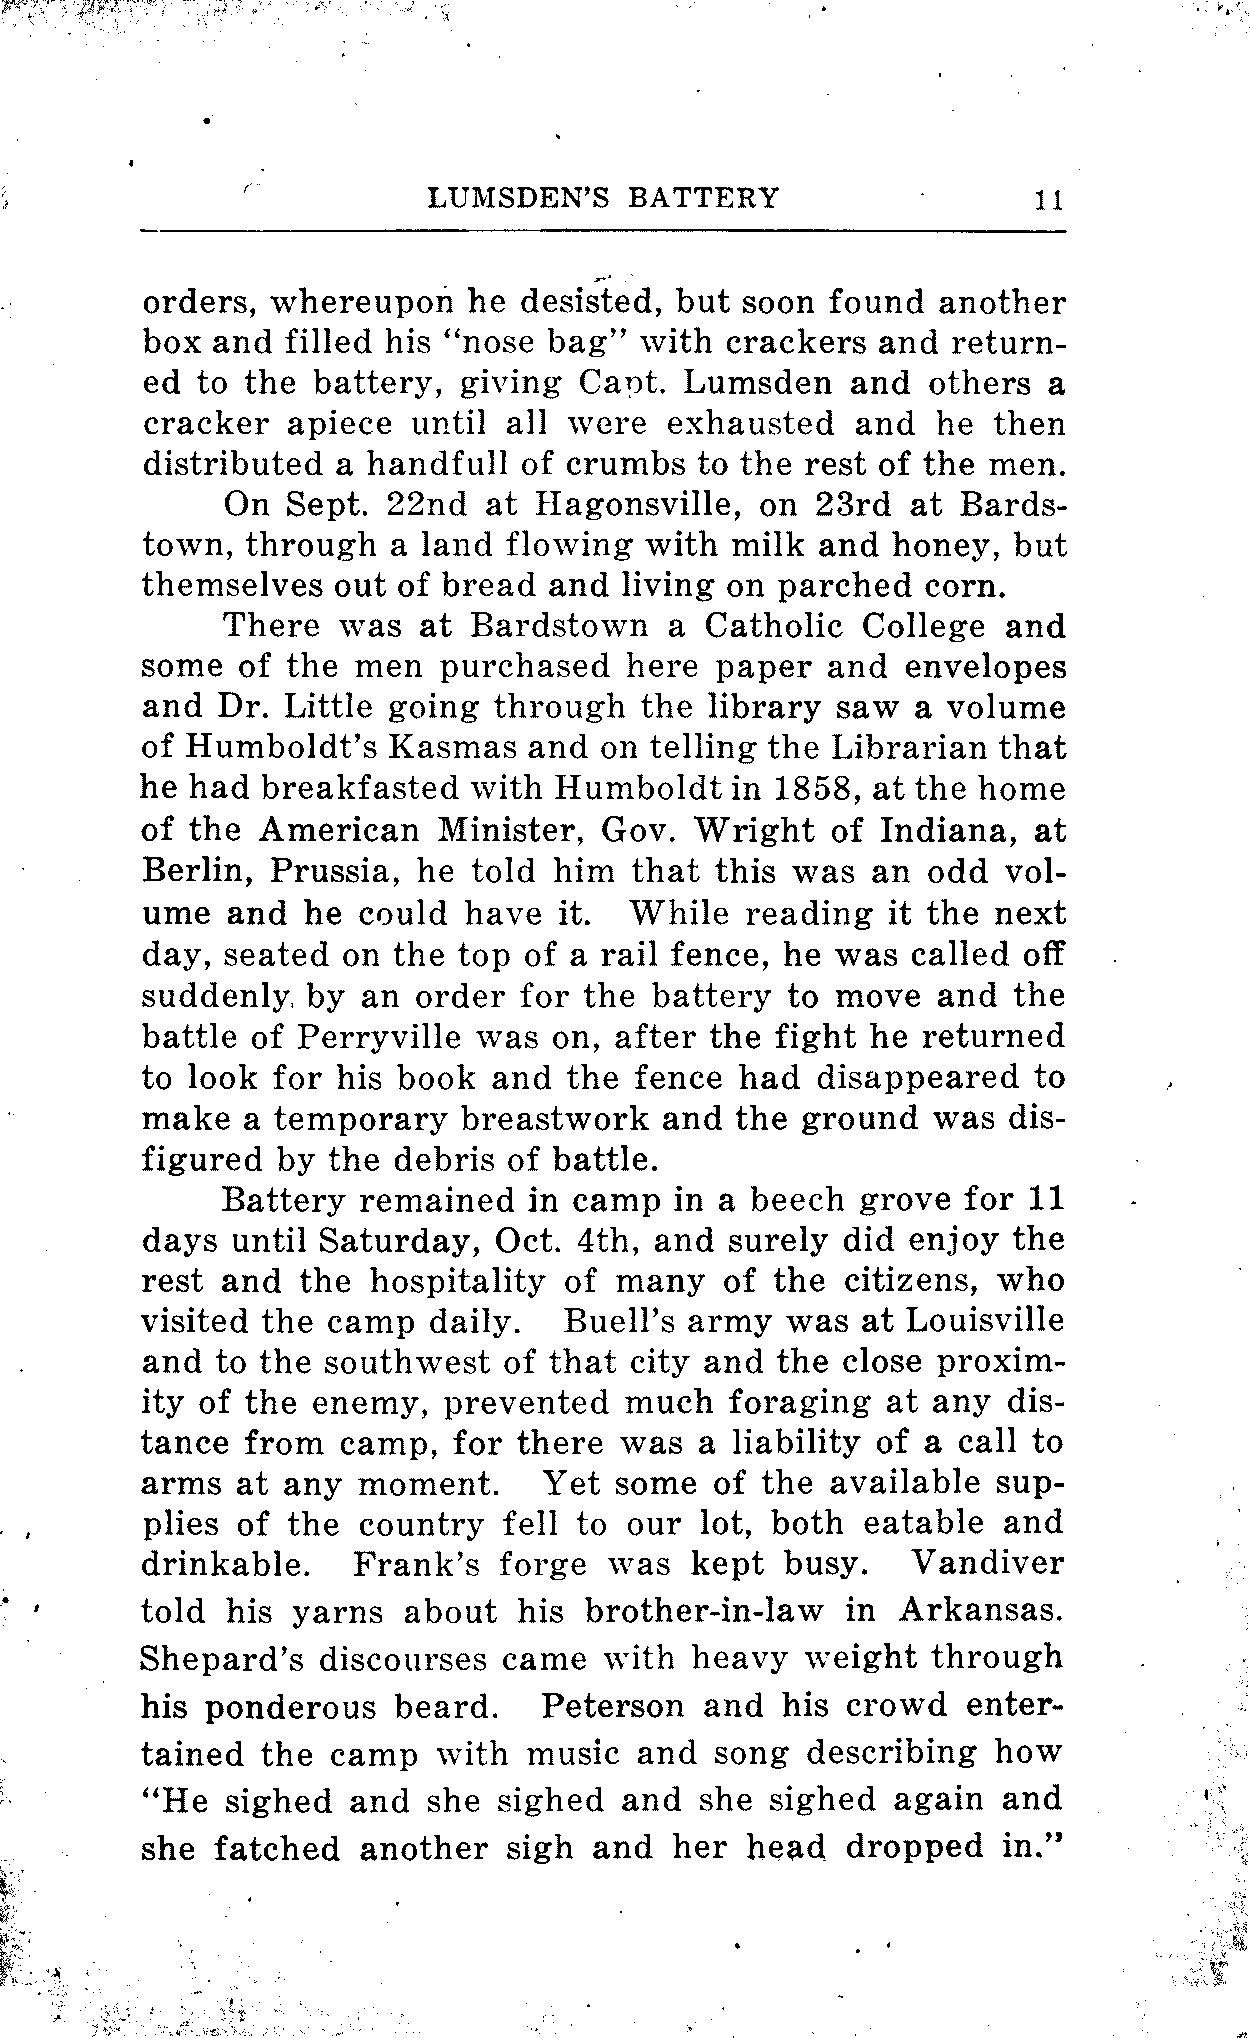 LUMSDEN'S BATTERY 11
orders, whereupon he desisted, but soon found another
box and filled his “nose bag” with crackers and return-
ed to the battery, giving Capt. Lumsden and others a
cracker apiece until all were exhausted and he then
distributed a handfull of crumbs to the rest of the men.
On Sept. 22nd at Hagonsville, on 23rd at Bards-
town, through a land flowing with milk and honey, but
themselves out of bread and living on parched corn.
There was at Bardstown a Catholic College and
some of the men purchased here paper and envelopes
and Dr. Little going through the library saw a volume
of Humboldt's Kasmas and on telling the Librarian that
he had breakfasted with Humboldt in 1858, at the home
of the American Minister, Gov. Wright of Indiana, at
Berlin, Prussia, he told him that this was an odd vol-
ume and he could have it. While reading it the next
day, seated on the top of a rail fence, he was called off
suddenly, by an order for the battery to move and the
battle of Perryville was on, after the fight he returned
to look for his book and the fence had disappeared to
make a temporary breastwork and the ground was dis-
figured by the debris of battle.
Battery remained in camp in a beech grove for 11
days until Saturday, Oct. 4th, and surely did enjoy the
rest and the hospitality of many of the citizens, who
visited the camp daily. Buell's army was at Louisville
and to the southwest of that city and the close proxim-
ity of the enemy, prevented much foraging at any dis-
tance from camp, for there was a liability of a call to
arms at any moment. Yet some of the available sup-
plies of the country fell to our lot, both eatable and
drinkable. Frank's forge was kept busy. Vandiver
told his yarns about his brother-in-law in Arkansas.
Shepard's discourses came with heavy weight through
his ponderous beard. Peterson and his crowd enter-
tained the camp with music and song describing how
“He sighed and she sighed and she sighed again and
she fatched another sigh and her head dropped in.”